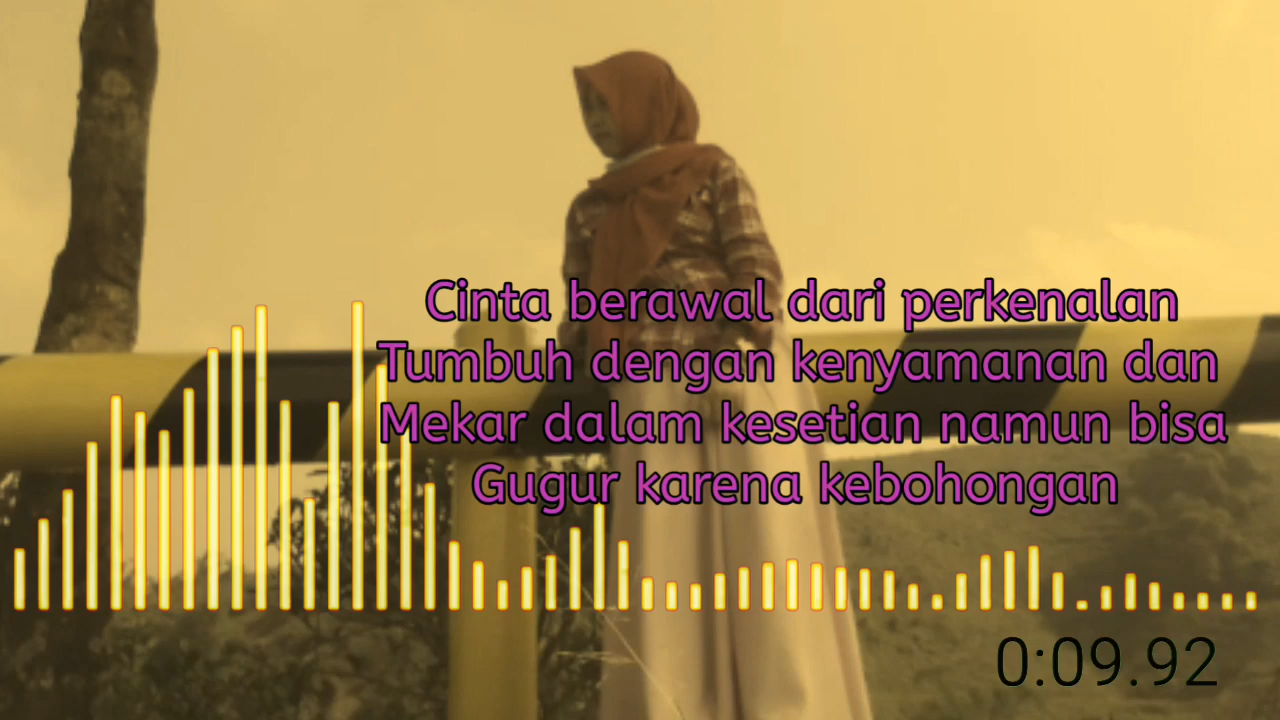 Cinta berawal dari perkenalan
Tumbuh dengan kenyamanan dan
Mekar dalam kesetian namun bisa
Gugur karena kebohongan
0:09.92